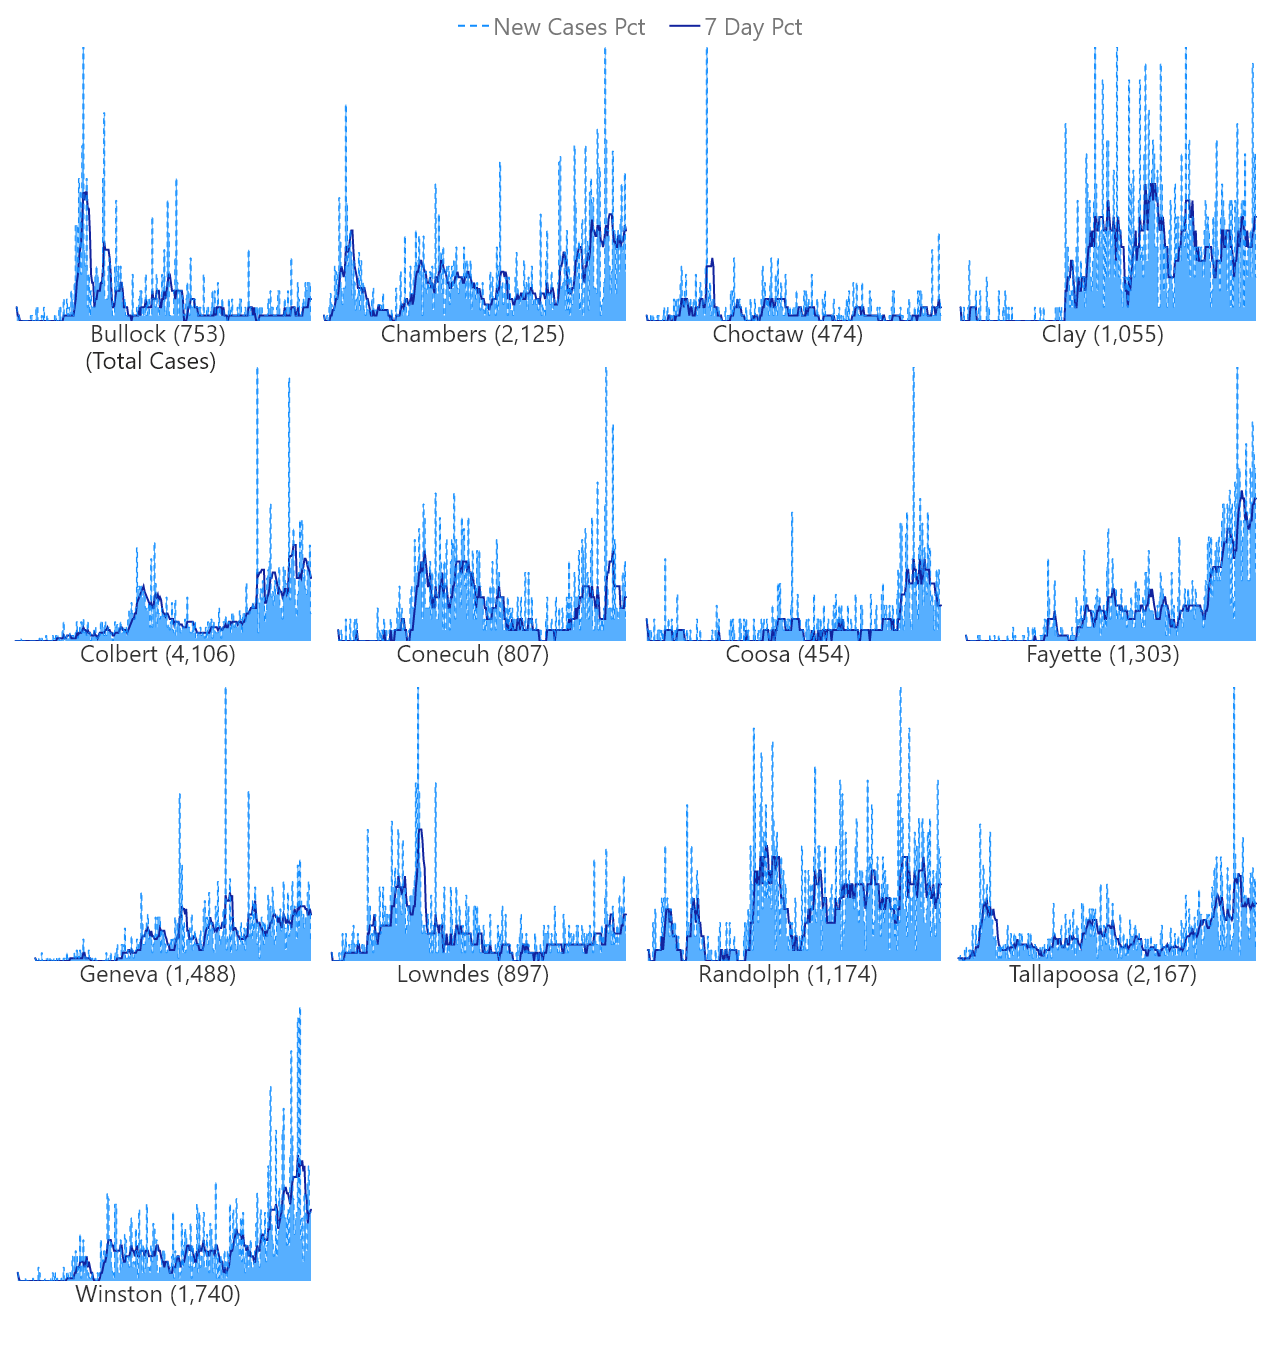 New Cases Pct 7 Day Pct
Bullock (753) Chambers (2,125) Choctaw (474) Clay (1,055)
(Total Cases)
Colbert (4,106) Conecuh (807) Coosa (454) Fayette (1,303)
Geneva (1,488) Lowndes (897) Randolph (1,174) Tallapoosa (2,167)
Winston (1,740)